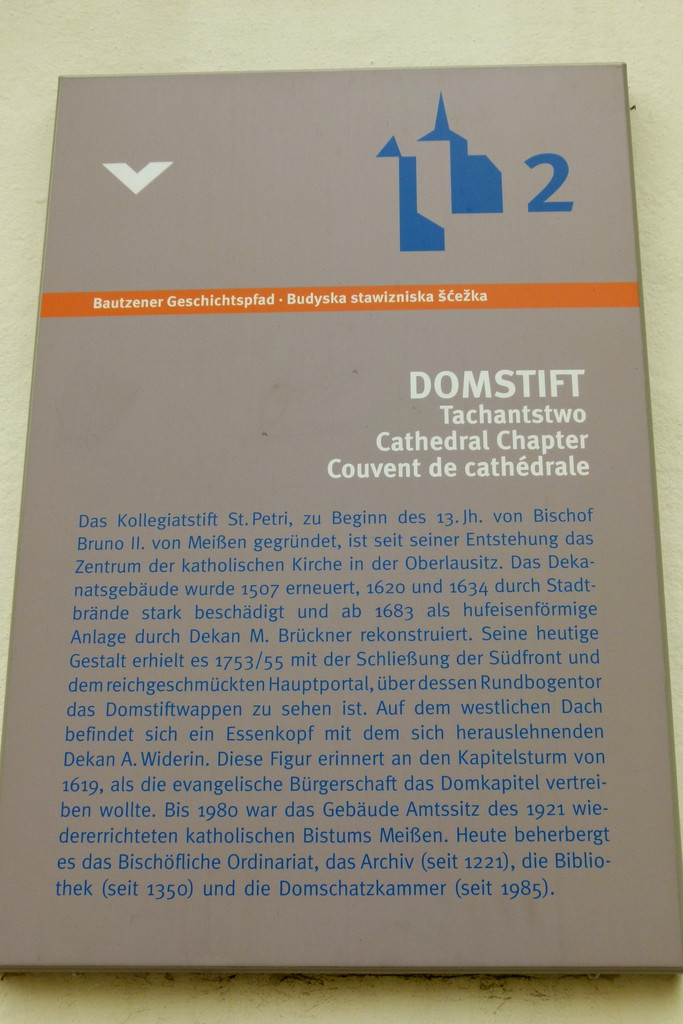 2
Bautzener Geschichtspfad · Budyska stawizniska šćežka
DOMSTIFT
Tachantstwo
Cathedral Chapter
Couvent de cathédrale
Das Kollegiatstift St. Petri, zu Beginn des 13. Jh. von Bischof
Bruno II. von Meißen gegründet, ist seit seiner Entstehung das
Zentrum der katholischen Kirche in der Oberlausitz. Das Deka-
natsgebäude wurde 1507 erneuert, 1620 und 1634 durch Stadt-
brände stark beschädigt und ab 1683 als hufeisenförmige
Anlage durch Dekan M. Brückner rekonstruiert. Seine heutige
Gestalt erhielt es 1753/55 mit der Schließung der Südfront und
dem reichgeschmückten Hauptportal, über dessen Rundbogentor
das Domstiftwappen zu sehen ist. Auf dem westlichen Dach
befindet sich ein Essenkopf mit dem sich herauslehnenden
Dekan A. Widerin. Diese Figur erinnert an den Kapitelsturm von
1619, als die evangelische Bürgerschaft das Domkapitel vertrei-
ben wollte. Bis 1980 war das Gebäude Amtssitz des 1921 wie-
dererrichteten katholischen Bistums Meißen. Heute beherbergt
es das Bischöfliche Ordinariat, das Archiv (seit 1221), die Biblio-
thek (seit 1350) und die Domschatzkammer (seit 1985).